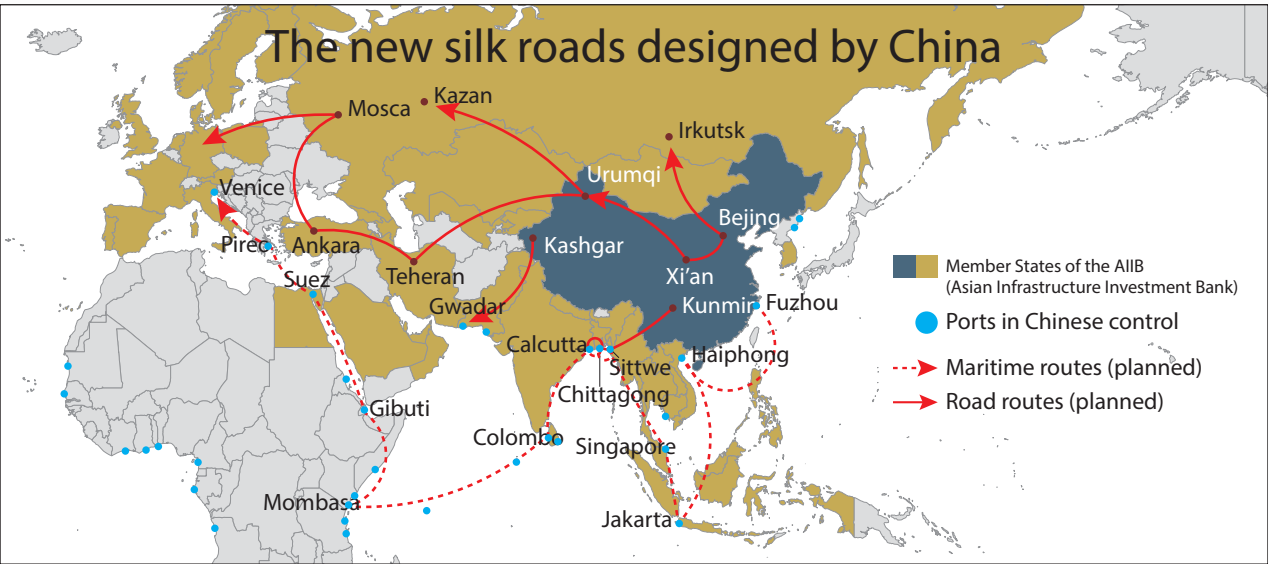 The new silk roads designed by China
Kazan
Mosca
Irkutsk
Urumqi
Venice
Bejing
Pirec
Ankara
Kashgar
Teheran
Xi'an
Suez
Gwadar
Kunmir
Fuzhou
Calcutta
Sittwe
Haiphong
Chittagong
Gibuti
Colombo
Singapore
Mombasa
Jakarta
Member States of the AIIB
(Asian Infrastructure Investment Bank)
Ports in Chinese control
Maritime routes (planned)
Road routes (planned)